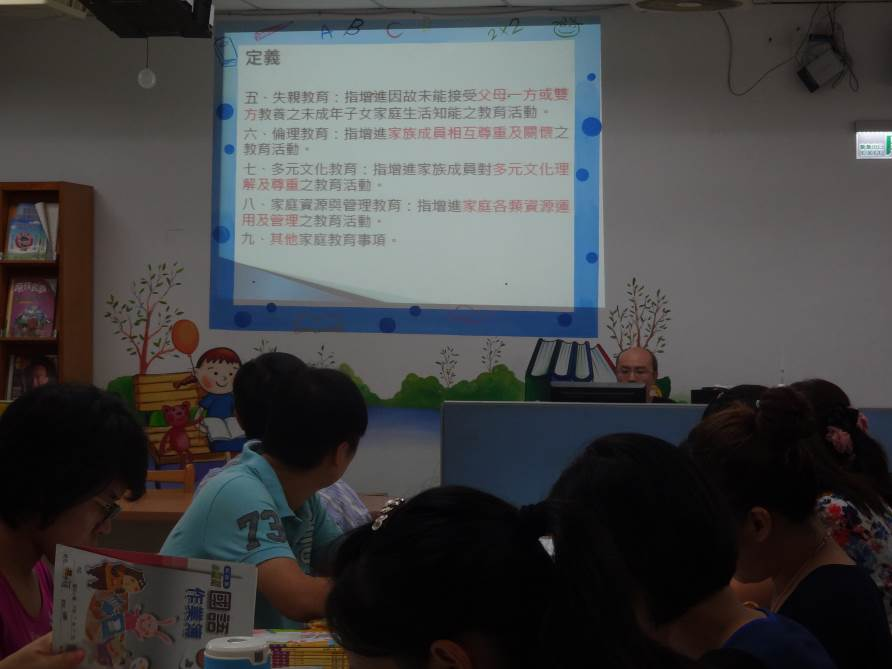 A B C
2x2
定義
五、失親教育：指增進因故未能接受父母一方或雙
方教養之未成年子女家庭生活知能之教育活動。
六、倫理教育：指增進家族成員相互尊重及關懷之
教育活動。
七、多元文化教育：指增進家族成員對多元文化理
解及尊重之教育活動。
八、家庭資源與管理教育：指增進家庭各類資源運
用及管理之教育活動。
九、其他家庭教育事項。
73
國語
作業簿